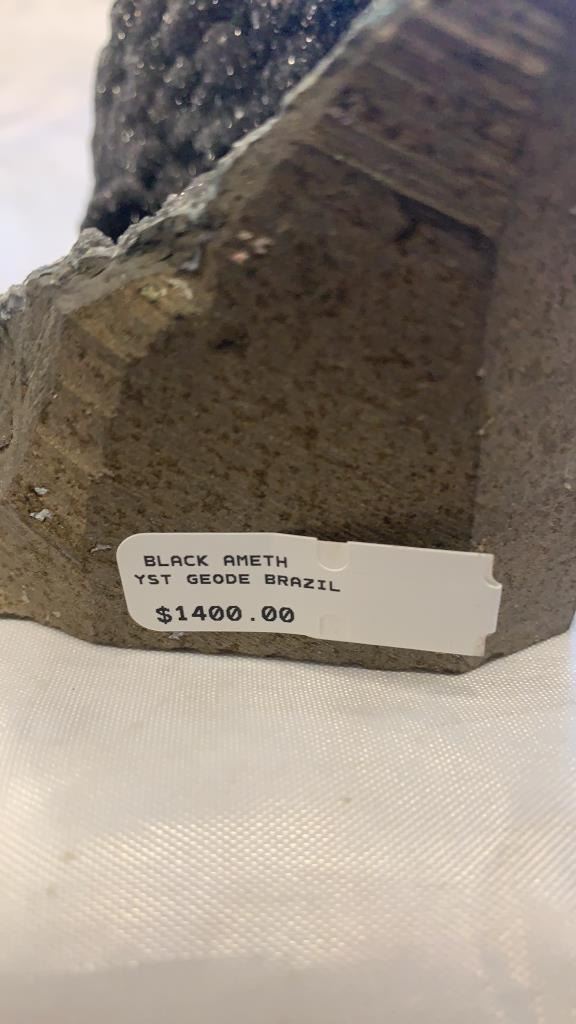 BLACK AMETH
YST GEODE BRAZIL
$1400.00